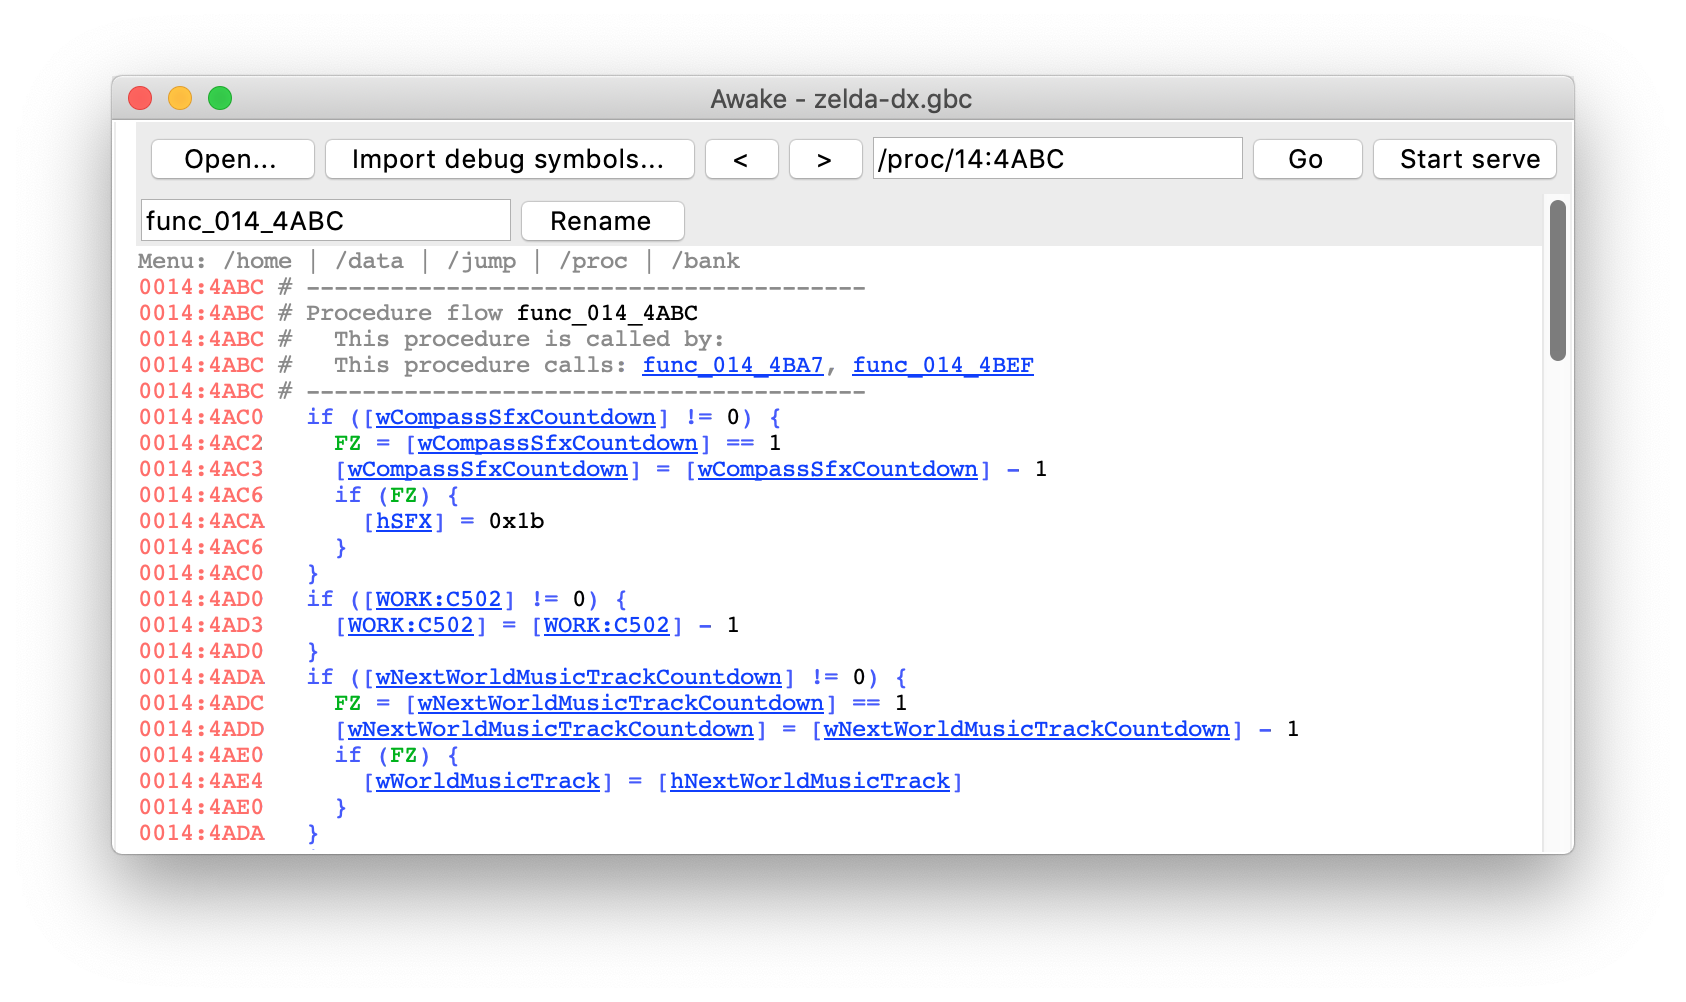 Awake - zelda-dx.gbc
Open... Import debug symbols... < > /proc/14:4ABC Go Start serve
func_014_4ABC Rename
Menu: /home | /data | /jump | /proc | /bank
0014:4ABC # ----------------------------------------
0014:4ABC # Procedure flow func_014_4ABC
0014:4ABC #   This procedure is called by:
0014:4ABC #   This procedure calls: func_014_4BA7, func_014_4BEF
0014:4ABC # ----------------------------------------
0014:4AC0   if ([wCompassSfxCountdown] != 0) {
0014:4AC2     FZ = [wCompassSfxCountdown] == 1
0014:4AC3     [wCompassSfxCountdown] = [wCompassSfxCountdown] - 1
0014:4AC6     if (FZ) {
0014:4ACA       [hSFX] = 0x1b
0014:4AC6     }
0014:4AC0   }
0014:4AD0   if ([WORK:C502] != 0) {
0014:4AD3     [WORK:C502] = [WORK:C502] - 1
0014:4AD0   }
0014:4ADA   if ([wNextWorldMusicTrackCountdown] != 0) {
0014:4ADC     FZ = [wNextWorldMusicTrackCountdown] == 1
0014:4ADD     [wNextWorldMusicTrackCountdown] = [wNextWorldMusicTrackCountdown] - 1
0014:4AE0     if (FZ) {
0014:4AE4       [wWorldMusicTrack] = [hNextWorldMusicTrack]
0014:4AE0     }
0014:4ADA   }